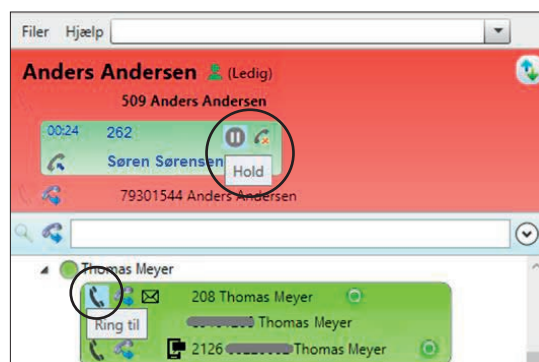 Filer Hjælp
Anders Andersen (Ledig)
509 Anders Andersen
00:24 262
Søren Sørensen
Hold
79301544 Anders Andersen
Thomas Meyer
208 Thomas Meyer
Ring til
Thomas Meyer
2126 Thomas Meyer